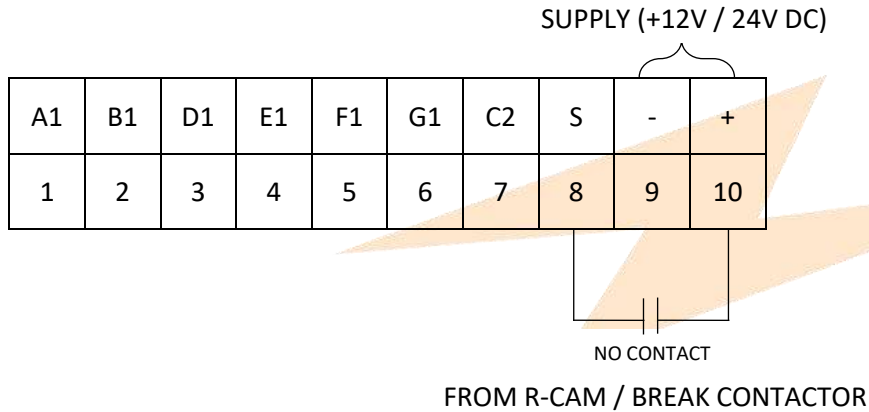 SUPPLY (+12V / 24V DC)
A1 B1 D1 E1 F1 G1 C2 S - +
1 2 3 4 5 6 7 8 9 10
NO CONTACT
FROM R-CAM / BREAK CONTACTOR